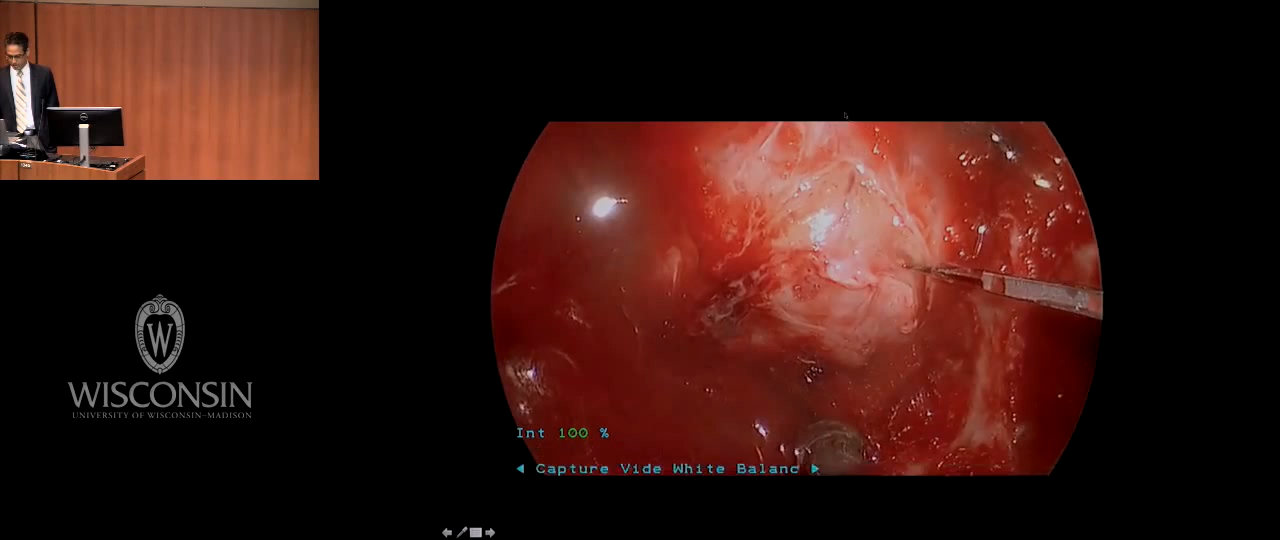 W
WISCONSIN
UNIVERSITY OF WISCONSIN–MADISON
Int 100 %
◄ Capture Vide White Balanc ►